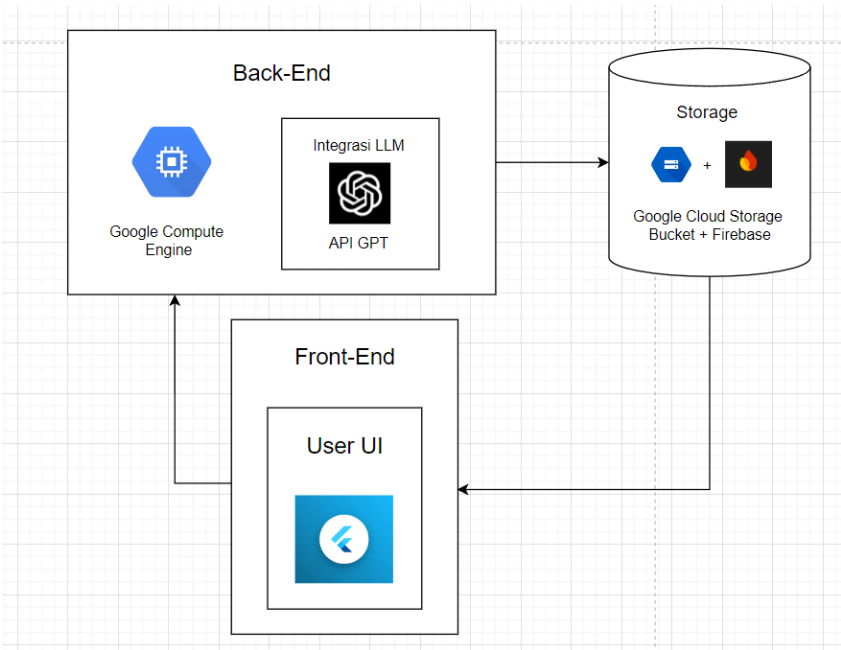 Back-End
Google Compute
Engine
Integrasi LLM
API GPT
Storage
+
Google Cloud Storage
Bucket + Firebase
Front-End
User UI